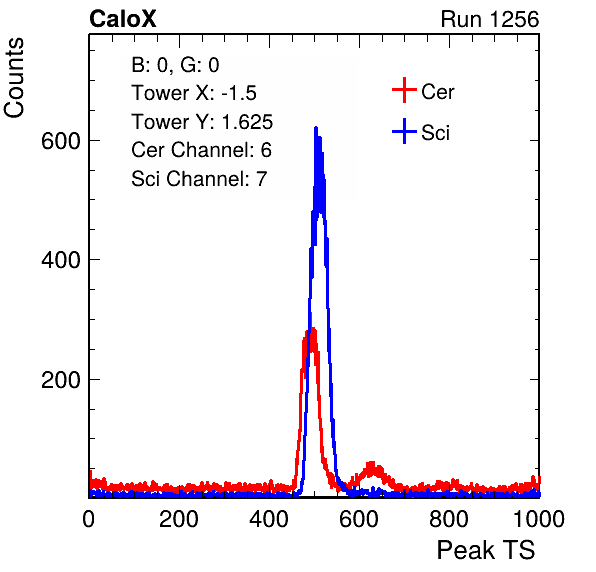 CaloX Run 1256
Counts
B: 0, G: 0
Tower X: -1.5
Tower Y: 1.625
Cer Channel: 6
Sci Channel: 7
Cer
Sci
600
400
200
0 200 400 600 800 1000
Peak TS